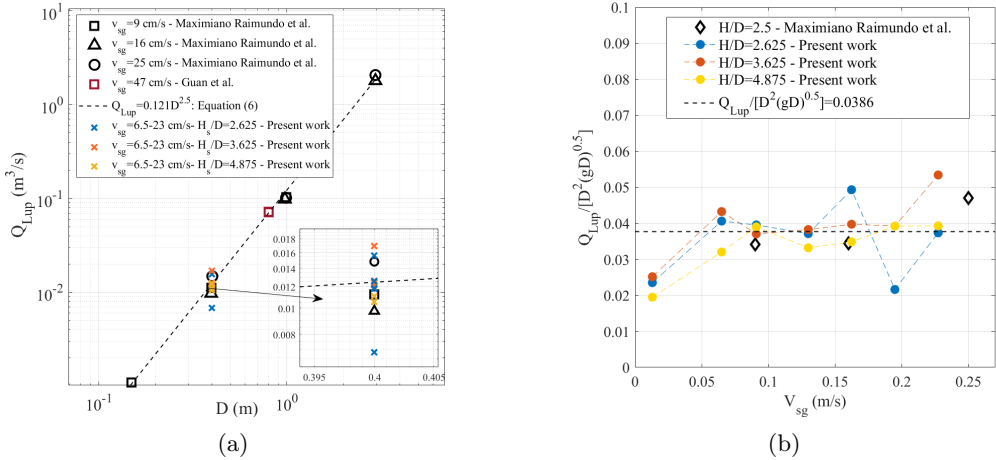 v_sg=9 cm/s - Maximiano Raimundo et al.
v_sg=16 cm/s - Maximiano Raimundo et al.
v_sg=25 cm/s - Maximiano Raimundo et al.
v_sg=47 cm/s - Guan et al.
Q_Lup=0.121D^2.5: Equation (6)
v_sg=6.5-23 cm/s- H_s/D=2.625 - Present work
v_sg=6.5-23 cm/s- H_s/D=3.625 - Present work
v_sg=6.5-23 cm/s- H_s/D=4.875 - Present work
Q_Lup (m^3/s)
10^1
10^0
10^-1
10^-2
0.018
0.014
0.012
0.01
0.008
0.395
0.4
0.405
10^-1
10^0
D (m)
(a)
H/D=2.5 - Maximiano Raimundo et al.
H/D=2.625 - Present work
H/D=3.625 - Present work
H/D=4.875 - Present work
Q_Lup/[D^2(gD)^0.5]=0.0386
Q_Lup/[D^2(gD)^0.5]
0.1
0.09
0.08
0.07
0.06
0.05
0.04
0.03
0.02
0.01
0
0
0.05
0.1
0.15
0.2
0.25
V_sg (m/s)
(b)